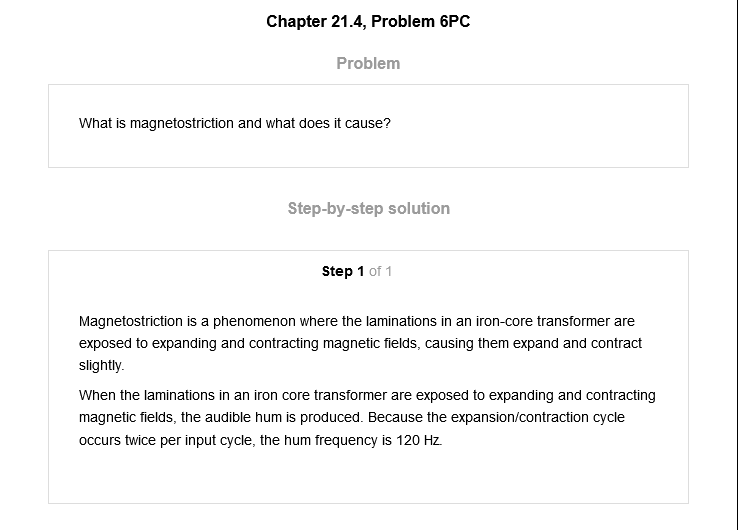 Chapter 21.4, Problem 6PC
Problem
What is magnetostriction and what does it cause?
Step-by-step solution
Step 1 of 1
Magnetostriction is a phenomenon where the laminations in an iron-core transformer are
exposed to expanding and contracting magnetic fields, causing them expand and contract
slightly.
When the laminations in an iron core transformer are exposed to expanding and contracting
magnetic fields, the audible hum is produced. Because the expansion/contraction cycle
occurs twice per input cycle, the hum frequency is 120 Hz.